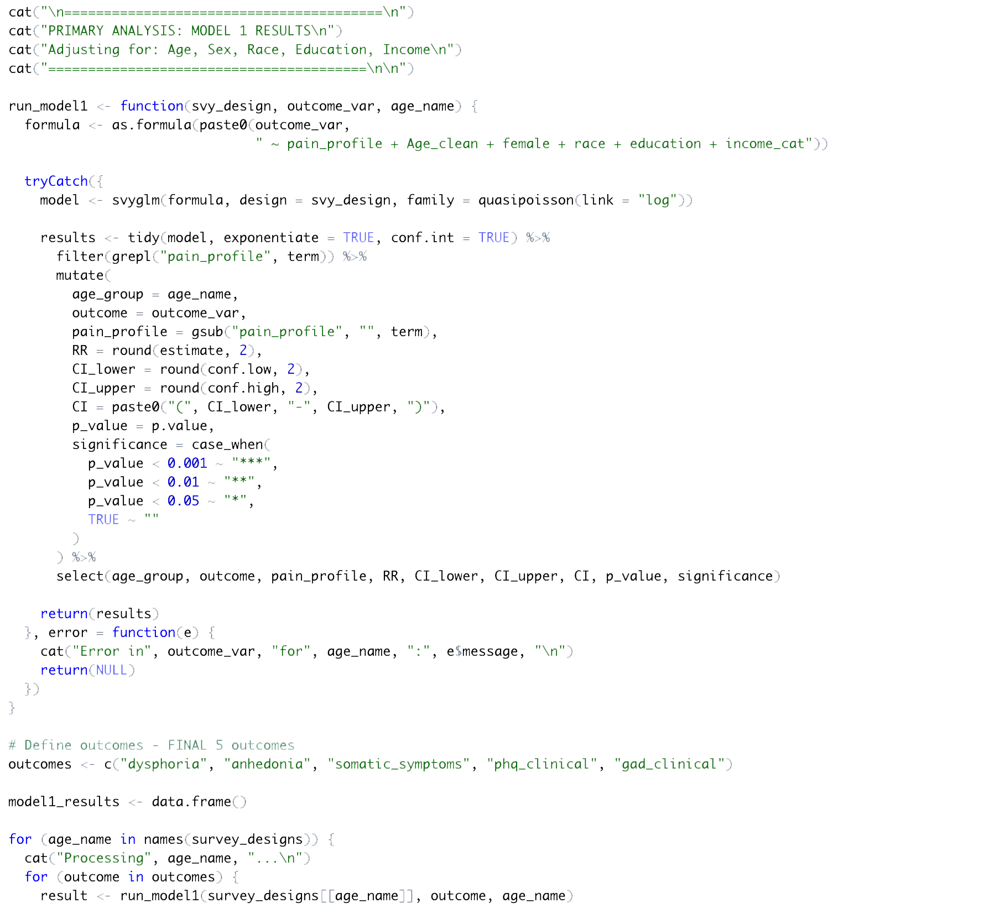 cat("\n========================================\n")
cat("PRIMARY ANALYSIS: MODEL 1 RESULTS\n")
cat("Adjusting for: Age, Sex, Race, Education, Income\n")
cat("========================================\n\n")

run_model1 <- function(svy_design, outcome_var, age_name) {
  formula <- as.formula(paste0(outcome_var,
                               " ~ pain_profile + Age_clean + female + race + education + income_cat"))

  tryCatch({
    model <- svyglm(formula, design = svy_design, family = quasipoisson(link = "log"))

    results <- tidy(model, exponentiate = TRUE, conf.int = TRUE) %>%
      filter(grepl("pain_profile", term)) %>%
      mutate(
        age_group = age_name,
        outcome = outcome_var,
        pain_profile = gsub("pain_profile", "", term),
        RR = round(estimate, 2),
        CI_lower = round(conf.low, 2),
        CI_upper = round(conf.high, 2),
        CI = paste0("(", CI_lower, "-", CI_upper, ")"),
        p_value = p.value,
        significance = case_when(
          p_value < 0.001 ~ "***",
          p_value < 0.01 ~ "**",
          p_value < 0.05 ~ "*",
          TRUE ~ ""
        )
      ) %>%
      select(age_group, outcome, pain_profile, RR, CI_lower, CI_upper, CI, p_value, significance)

    return(results)
  }, error = function(e) {
    cat("Error in", outcome_var, "for", age_name, ":", e$message, "\n")
    return(NULL)
  })
}

# Define outcomes - FINAL 5 outcomes
outcomes <- c("dysphoria", "anhedonia", "somatic_symptoms", "phq_clinical", "gad_clinical")

model1_results <- data.frame()

for (age_name in names(survey_designs)) {
  cat("Processing", age_name, "...\n")
  for (outcome in outcomes) {
    result <- run_model1(survey_designs[[age_name]], outcome, age_name)